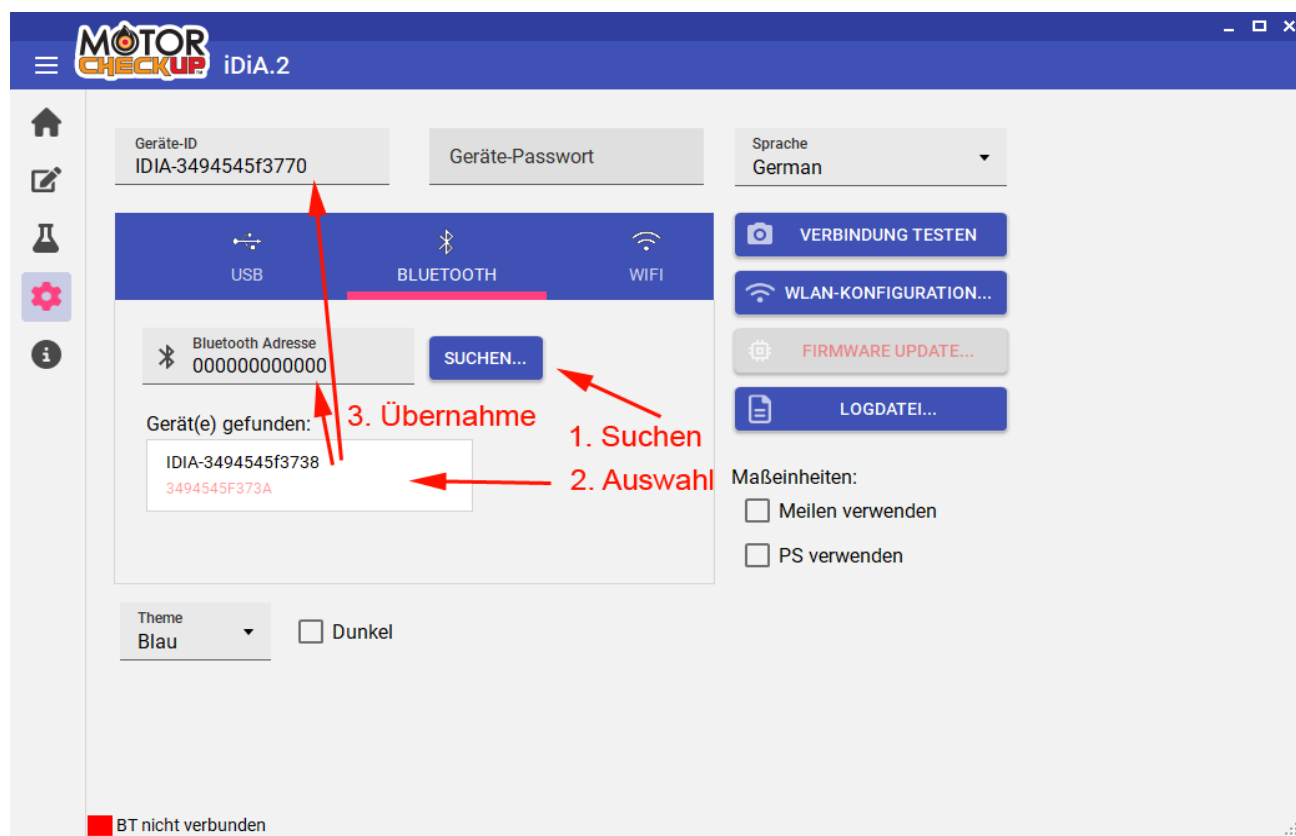 MOTOR
CHECKUP
iDiA.2
Geräte-ID
IDIA-3494545f3770
Geräte-Passwort
Sprache
German
USB
BLUETOOTH
WIFI
VERBINDUNG TESTEN
WLAN-KONFIGURATION...
FIRMWARE UPDATE...
LOGDATEI...
Bluetooth Adresse
000000000000
SUCHEN...
3. Übernahme
1. Suchen
2. Auswahl
Gerät(e) gefunden:
IDIA-3494545f3738
3494545F373A
Maßeinheiten:
Meilen verwenden
PS verwenden
Theme
Blau
Dunkel
BT nicht verbunden